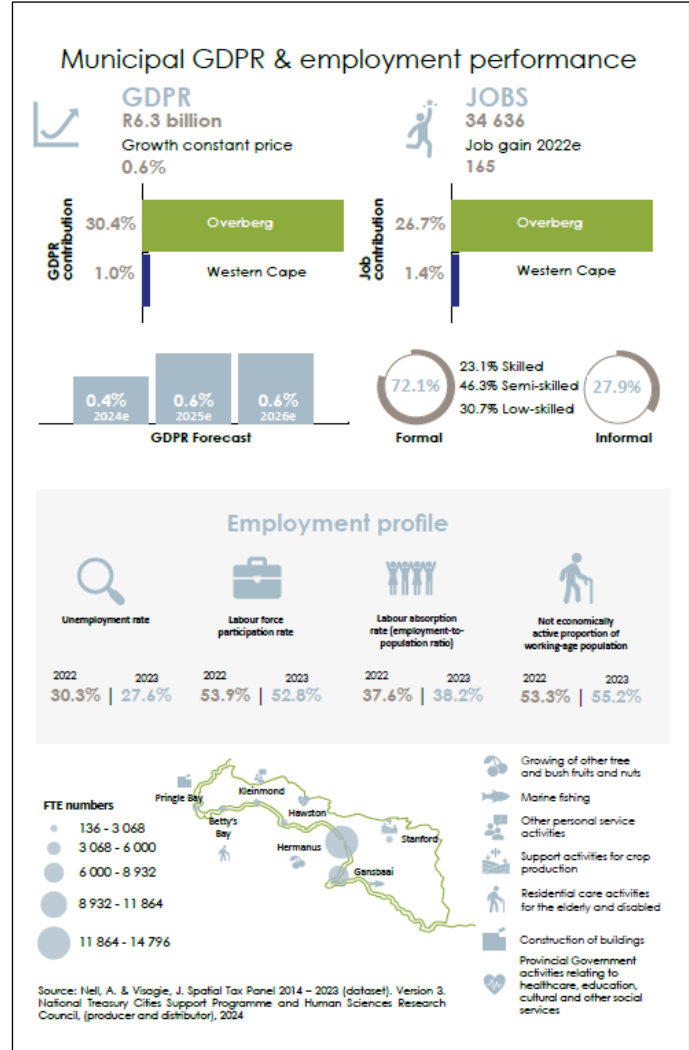 Municipal GDPR & employment performance
GDPR
R6.3 billion
Growth constant price
0.6%
JOBS
34 636
Job gain 2022e
165
GDPR
contribution
30.4%
Overberg
1.0%
Western Cape
Job
contribution
26.7%
Overberg
1.4%
Western Cape
0.4%
2024e
0.6%
2025e
0.6%
2026e
GDPR Forecast
72.1%
Formal
23.1% Skilled
46.3% Semi-skilled
30.7% Low-skilled
27.9%
Informal
Employment profile
Unemployment rate
2022 2023
30.3% | 27.6%
Labour force
participation rate
2022 2023
53.9% | 52.8%
Labour absorption
rate (employment-to-
population ratio)
2022 2023
37.6% | 38.2%
Not economically
active proportion of
working-age population
2022 2023
53.3% | 55.2%
FTE numbers
136 - 3 068
3 068 - 6 000
6 000 - 8 932
8 932 - 11 864
11 864 - 14 796
Pringle Bay
Kleinmond
Betty's
Bay
Hawston
Hermanus
Stanford
Gansbaai
Growing of other tree
and bush fruits and nuts
Marine fishing
Other personal service
activities
Support activities for crop
production
Residential care activities
for the elderly and disabled
Construction of buildings
Provincial Government
activities relating to
healthcare, education,
cultural and other social
services
Source: Nell, A. & Visagie, J. Spatial Tax Panel 2014 – 2023 (dataset). Version 3.
National Treasury Cities Support Programme and Human Sciences Research
Council, (producer and distributor), 2024